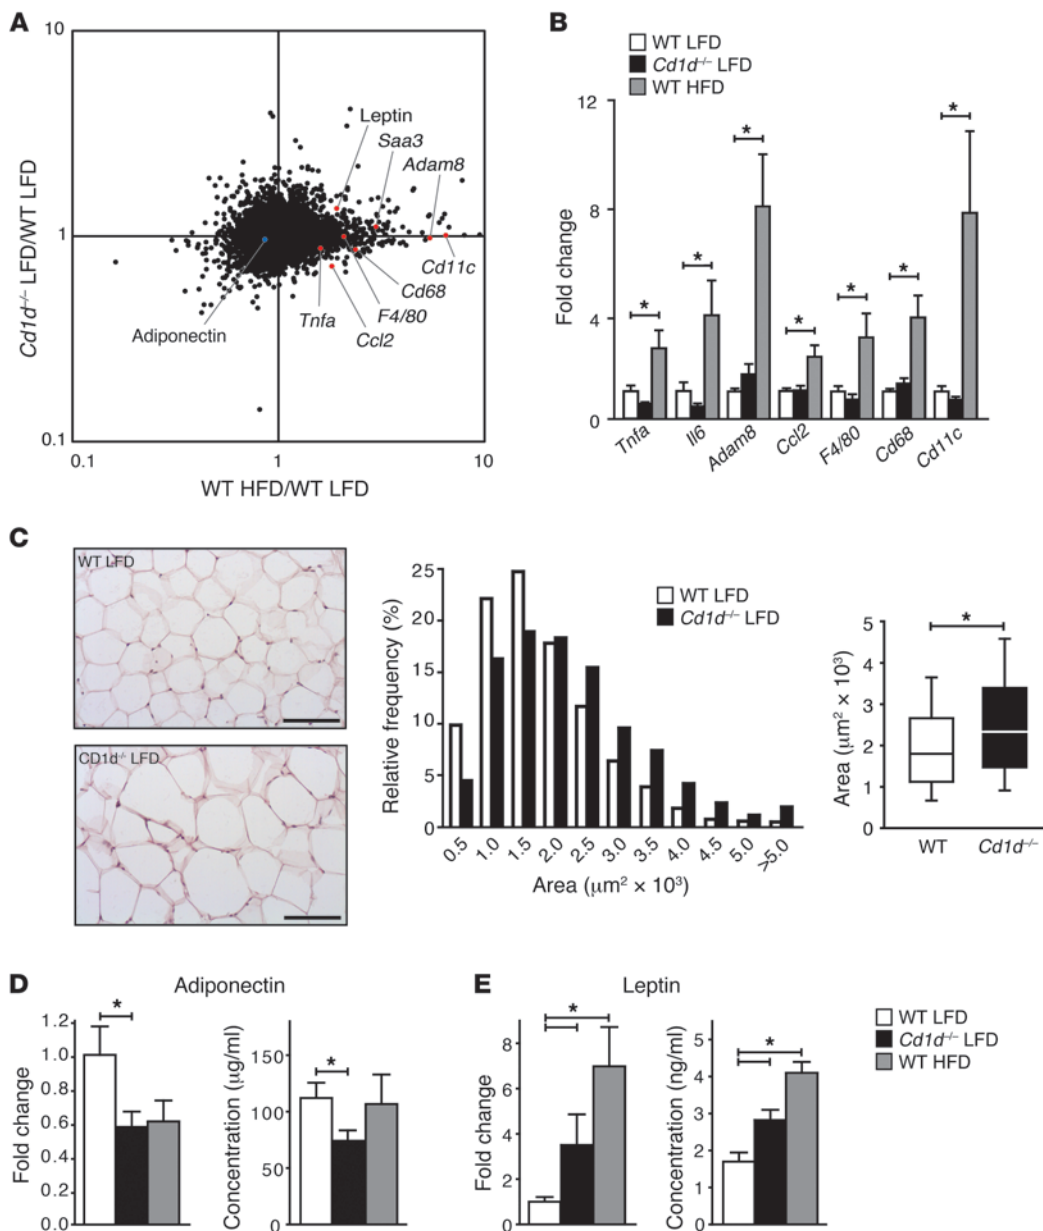 A
10
1
0.1
Cd1d–/– LFD/WT LFD
Leptin
Saa3
Adam8
Cd11c
Cd68
F4/80
Ccl2
Tnfa
Adiponectin
0.1
1
10
WT HFD/WT LFD
B
WT LFD
Cd1d–/– LFD
WT HFD
12
8
4
0
Fold change
*
*
*
*
*
*
*
Tnfa
Il6
Adam8
Ccl2
F4/80
Cd68
Cd11c
C
WT LFD
CD1d–/– LFD
Relative frequency (%)
25
20
15
10
5
0
WT LFD
Cd1d–/– LFD
0.5
1.0
1.5
2.0
2.5
3.0
3.5
4.0
4.5
5.0
>5.0
Area (μm² × 10³)
Area (μm² × 10³)
5
4
3
2
1
0
*
WT
Cd1d–/–
D
Adiponectin
Fold change
1.2
1.0
0.8
0.6
0.4
0.2
0.0
*
Concentration (μg/ml)
150
100
50
0
*
E
Leptin
Fold change
8
6
4
2
0
*
Concentration (ng/ml)
5
4
3
2
1
0
*
WT LFD
Cd1d–/– LFD
WT HFD